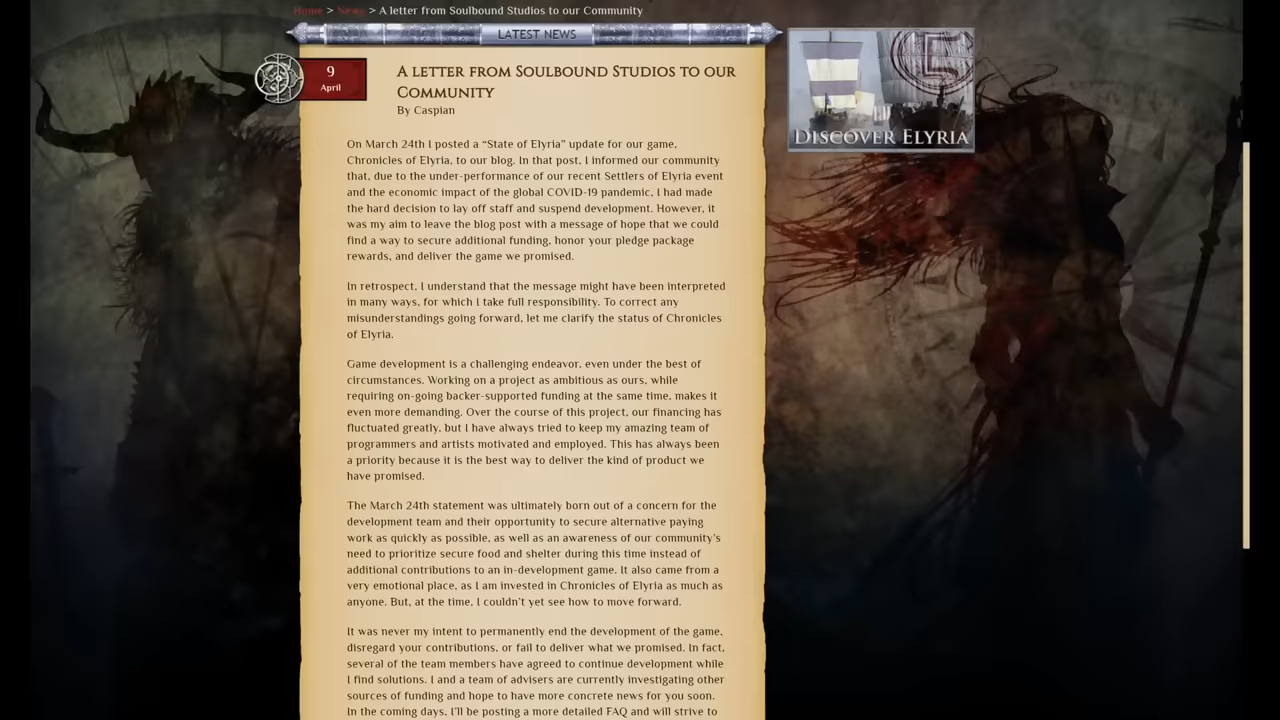 Home > News > A letter from Soulbound Studios to our Community
LATEST NEWS
9
April
A LETTER FROM SOULBOUND STUDIOS TO OUR
COMMUNITY
By Caspian
On March 24th I posted a “State of Elyria” update for our game,
Chronicles of Elyria, to our blog. In that post, I informed our community
that, due to the under-performance of our recent Settlers of Elyria event
and the economic impact of the global COVID-19 pandemic, I had made
the hard decision to lay off staff and suspend development. However, it
was my aim to leave the blog post with a message of hope that we could
find a way to secure additional funding, honor your pledge package
rewards, and deliver the game we promised.
In retrospect, I understand that the message might have been interpreted
in many ways, for which I take full responsibility. To correct any
misunderstandings going forward, let me clarify the status of Chronicles
of Elyria.
Game development is a challenging endeavor, even under the best of
circumstances. Working on a project as ambitious as ours, while
requiring on-going backer-supported funding at the same time, makes it
even more demanding. Over the course of this project, our financing has
fluctuated greatly, but I have always tried to keep my amazing team of
programmers and artists motivated and employed. This has always been
a priority because it is the best way to deliver the kind of product we
have promised.
The March 24th statement was ultimately born out of a concern for the
development team and their opportunity to secure alternative paying
work as quickly as possible, as well as an awareness of our community’s
need to prioritize secure food and shelter during this time instead of
additional contributions to an in-development game. It also came from a
very emotional place, as I am invested in Chronicles of Elyria as much as
anyone. But, at the time, I couldn’t yet see how to move forward.
It was never my intent to permanently end the development of the game,
disregard your contributions, or fail to deliver what we promised. In fact,
several of the team members have agreed to continue development while
I find solutions. I and a team of advisers are currently investigating other
sources of funding and hope to have more concrete news for you soon.
In the coming days, I’ll be posting a more detailed FAQ and will strive to
DISCOVER ELYRIA